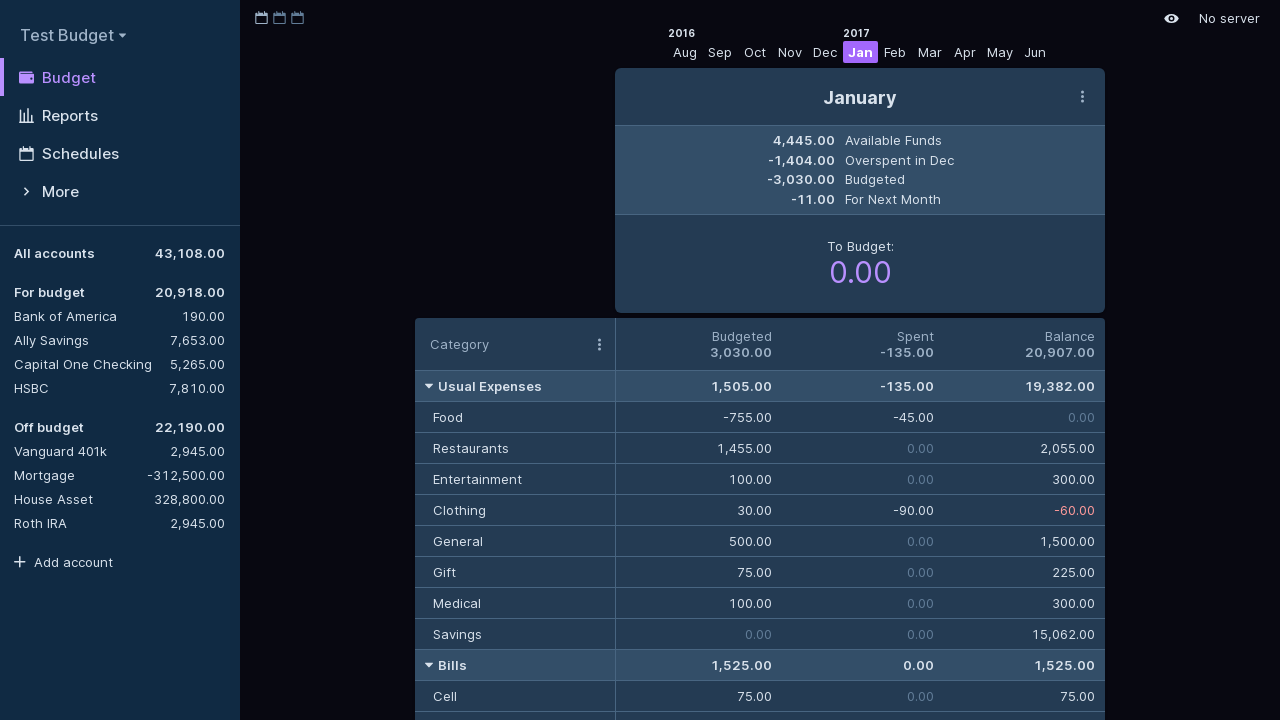 Test Budget
Budget
Reports
Schedules
More
All accounts 43,108.00
For budget 20,918.00
Bank of America 190.00
Ally Savings 7,653.00
Capital One Checking 5,265.00
HSBC 7,810.00
Off budget 22,190.00
Vanguard 401k 2,945.00
Mortgage -312,500.00
House Asset 328,800.00
Roth IRA 2,945.00
Add account
No server
2016 2017
Aug Sep Oct Nov Dec Jan Feb Mar Apr May Jun
January
4,445.00 Available Funds
-1,404.00 Overspent in Dec
-3,030.00 Budgeted
-11.00 For Next Month
To Budget:
0.00
Category Budgeted Spent Balance
3,030.00 -135.00 20,907.00
Usual Expenses 1,505.00 -135.00 19,382.00
Food -755.00 -45.00 0.00
Restaurants 1,455.00 0.00 2,055.00
Entertainment 100.00 0.00 300.00
Clothing 30.00 -90.00 -60.00
General 500.00 0.00 1,500.00
Gift 75.00 0.00 225.00
Medical 100.00 0.00 300.00
Savings 0.00 0.00 15,062.00
Bills 1,525.00 0.00 1,525.00
Cell 75.00 0.00 75.00